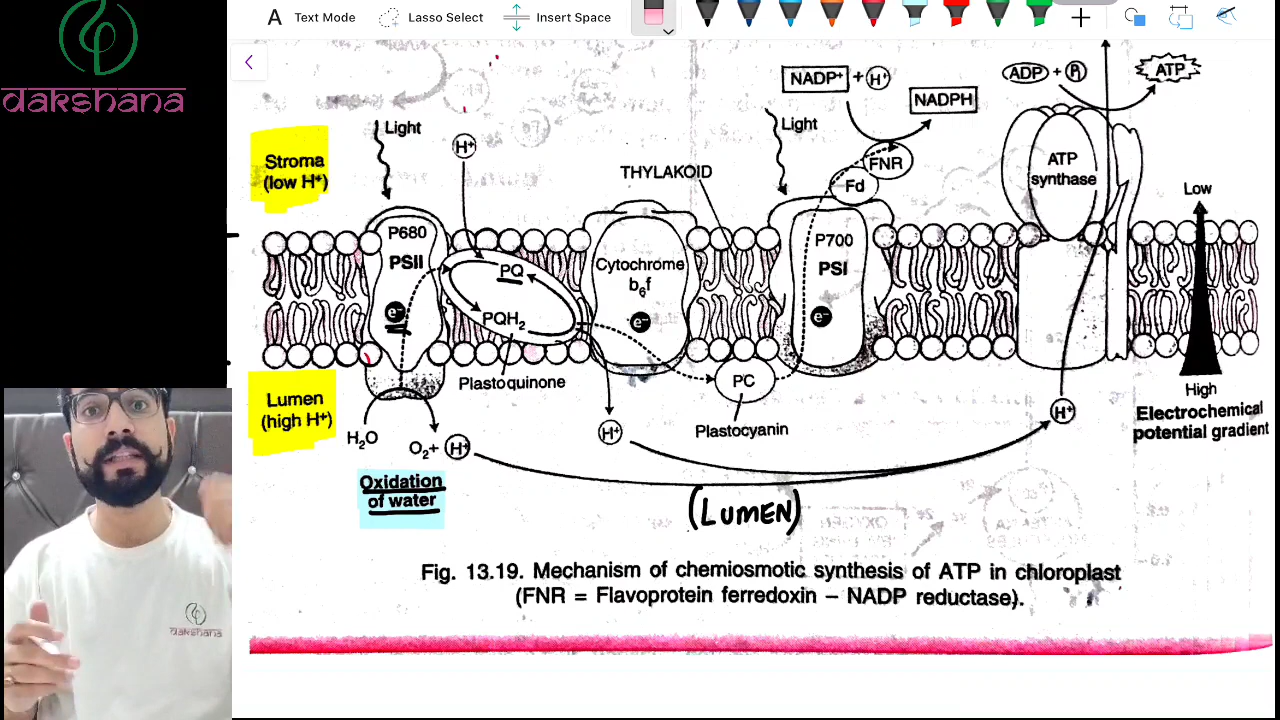 dakshana
Text Mode
Lasso Select
Insert Space
NADP⁺ + H⁺
NADPH
ADP + Pi
ATP
Light
Light
H⁺
Stroma
(low H⁺)
THYLAKOID
FNR
Fd
ATP
synthase
Low
P680
PSII
e⁻
PQ
PQH₂
Cytochrome
b₆f
e⁻
P700
PSI
e⁻
Plastoquinone
PC
Plastocyanin
Lumen
(high H⁺)
H₂O
O₂+ H⁺
H⁺
H⁺
High
Electrochemical
potential gradient
Oxidation
of water
(LUMEN)
Fig. 13.19. Mechanism of chemiosmotic synthesis of ATP in chloroplast
(FNR = Flavoprotein ferredoxin – NADP reductase).
dakshana